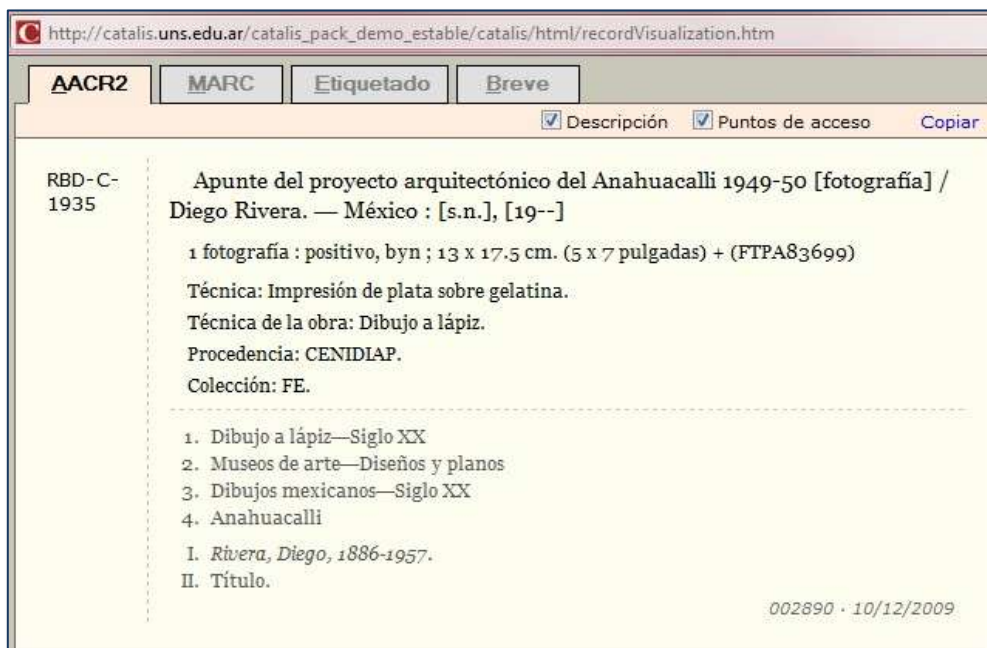 http://catalis.uns.edu.ar/catalis_pack_demo_estable/catalis/html/recordVisualization.htm
AACR2 MARC Etiquetado Breve
Descripción Puntos de acceso Copiar
RBD-C-
1935
Apunte del proyecto arquitectónico del Anahuacalli 1949-50 [fotografía] /
Diego Rivera. — México : [s.n.], [19--]
1 fotografía : positivo, byn ; 13 x 17.5 cm. (5 x 7 pulgadas) + (FTPA83699)
Técnica: Impresión de plata sobre gelatina.
Técnica de la obra: Dibujo a lápiz.
Procedencia: CENIDIAP.
Colección: FE.
1. Dibujo a lápiz—Siglo XX
2. Museos de arte—Diseños y planos
3. Dibujos mexicanos—Siglo XX
4. Anahuacalli
I. Rivera, Diego, 1886-1957.
II. Título.
002890 · 10/12/2009